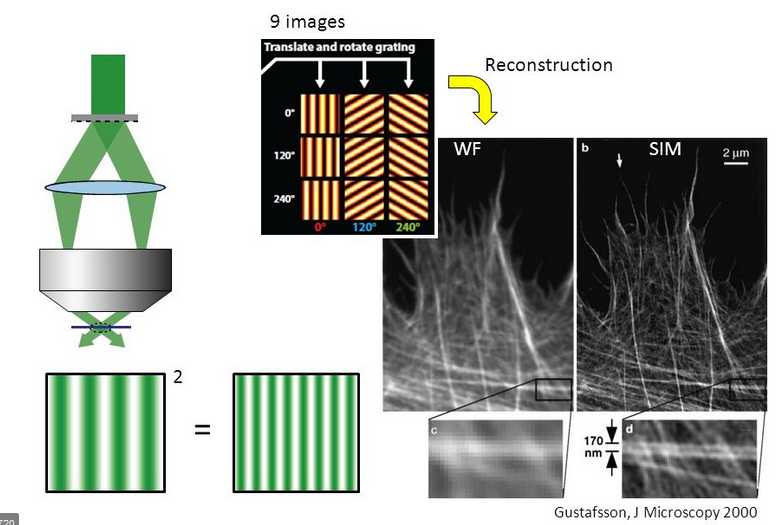 9 images
Translate and rotate grating
0°
120°
240°
0° 120° 240°
Reconstruction
WF
b SIM 2 µm
2
=
c
d
170
nm
Gustafsson, J Microscopy 2000
720